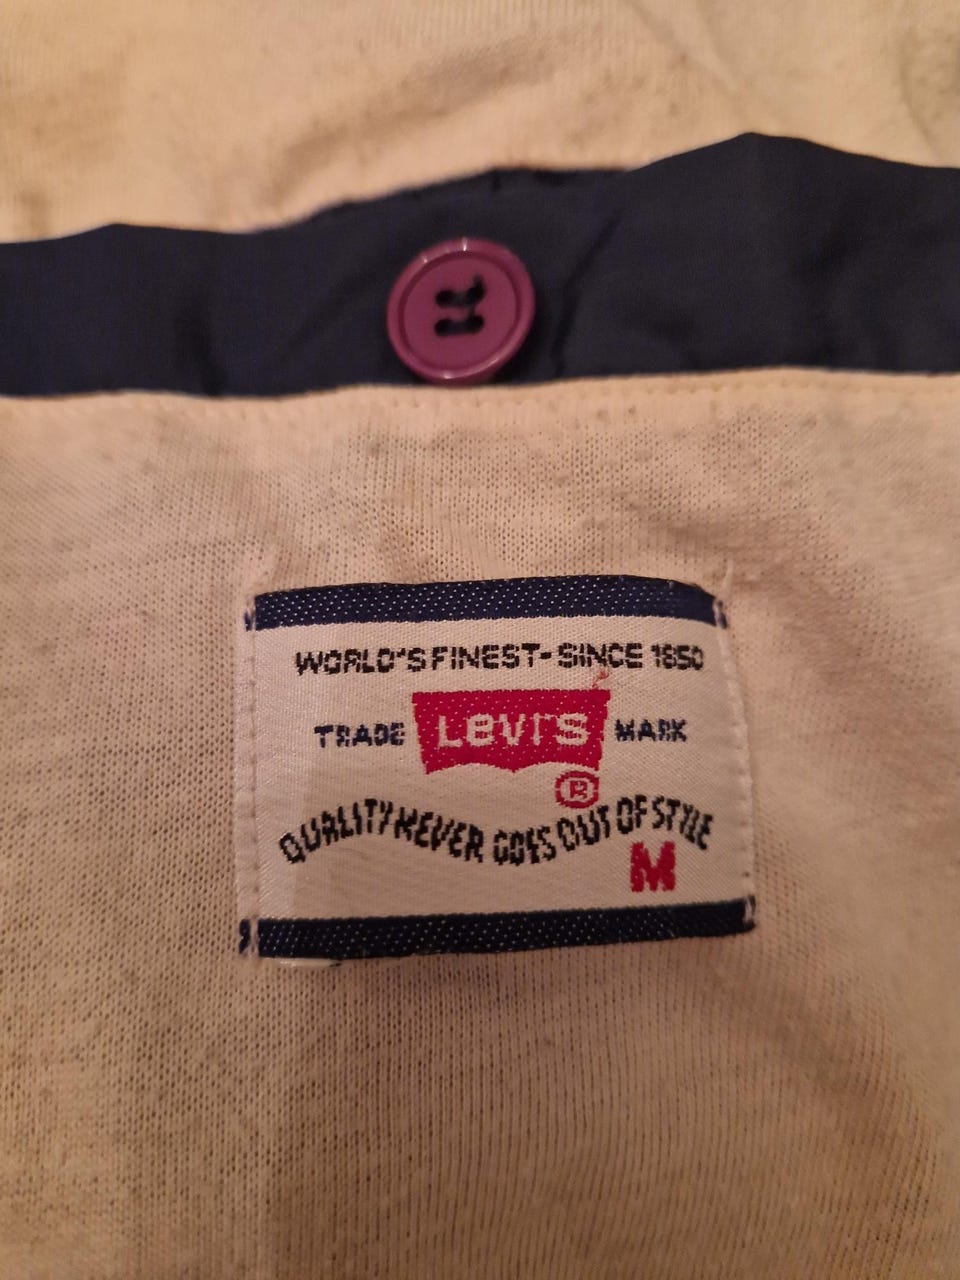 WORLD'S FINEST-SINCE 1850
TRADE Levi's MARK
®
QUALITY NEVER GOES OUT OF STYLE
M